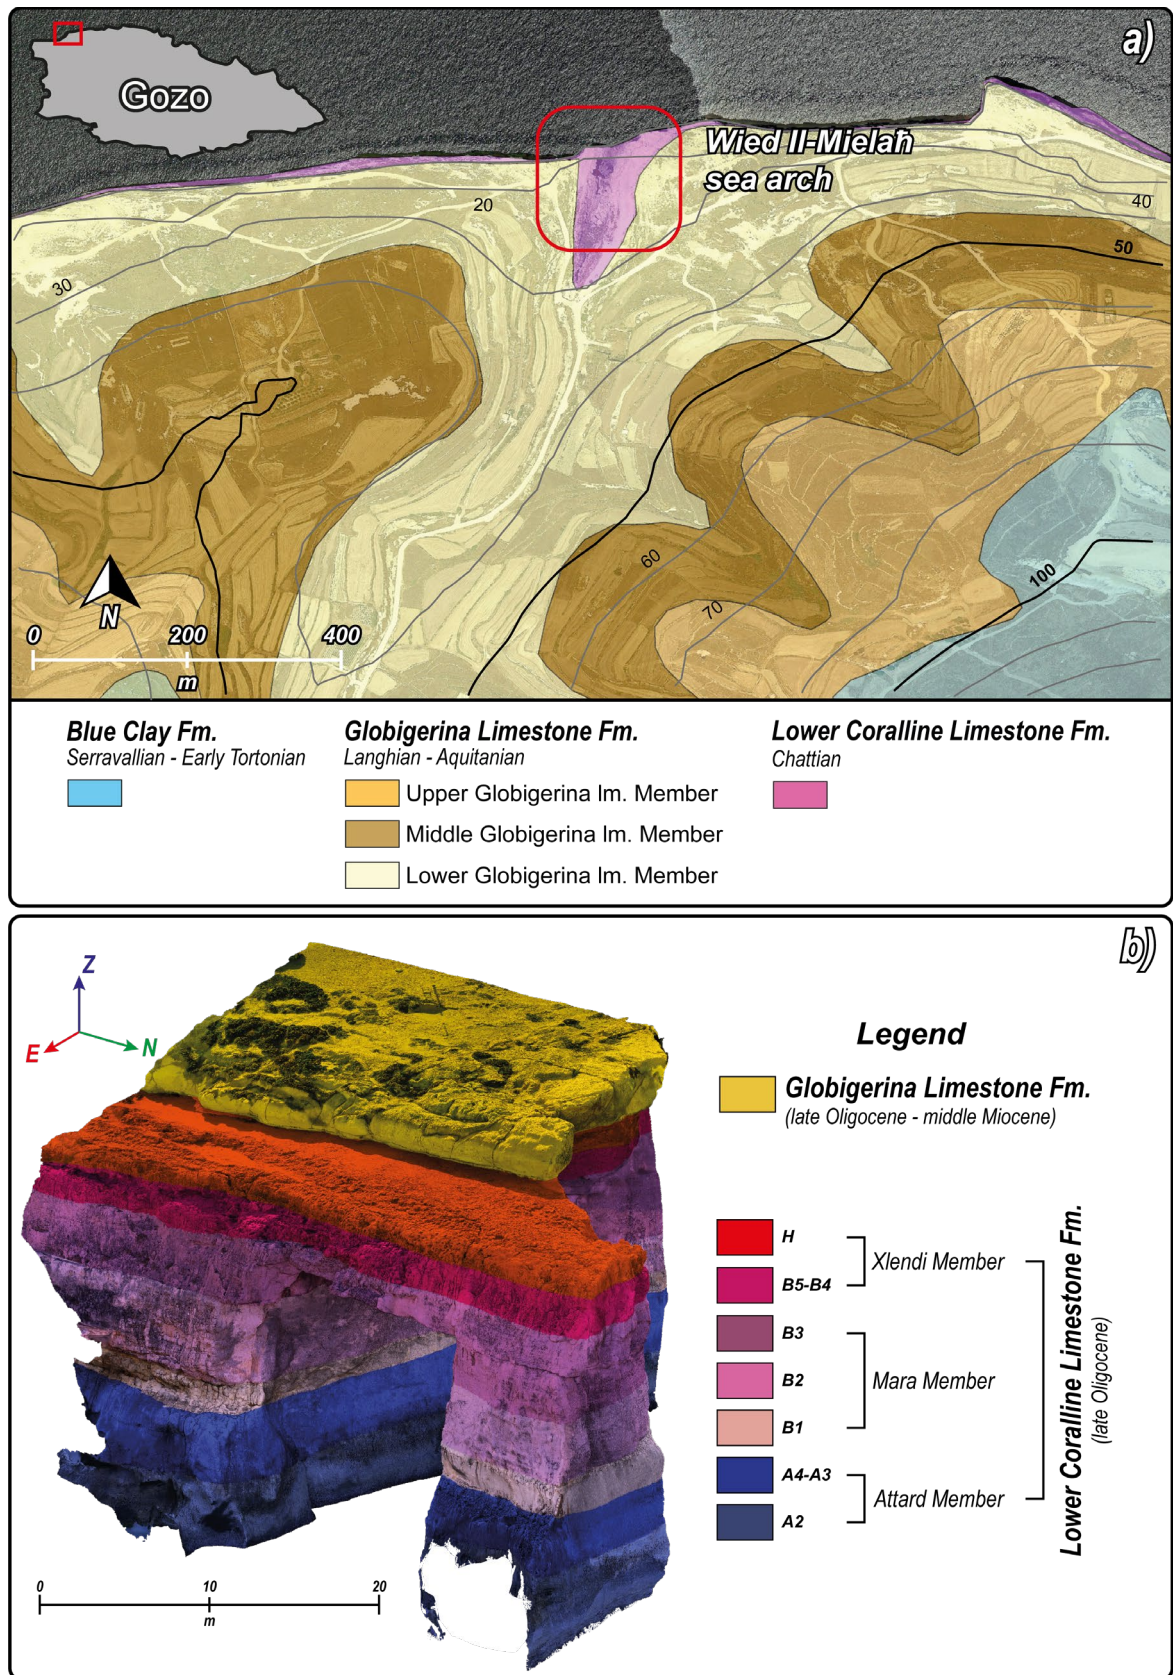 a)
Gozo
Wied Il-Mielaħ
sea arch
20
40
50
30
60
70
100
N
0 200 400
m
Blue Clay Fm.
Serravallian - Early Tortonian
Globigerina Limestone Fm.
Langhian - Aquitanian
Upper Globigerina lm. Member
Middle Globigerina lm. Member
Lower Globigerina lm. Member
Lower Coralline Limestone Fm.
Chattian
b)
Z
E
N
Legend
Globigerina Limestone Fm.
(late Oligocene - middle Miocene)
H
B5-B4
Xlendi Member
B3
B2
B1
Mara Member
A4-A3
A2
Attard Member
Lower Coralline Limestone Fm.
(late Oligocene)
0 10 20
m